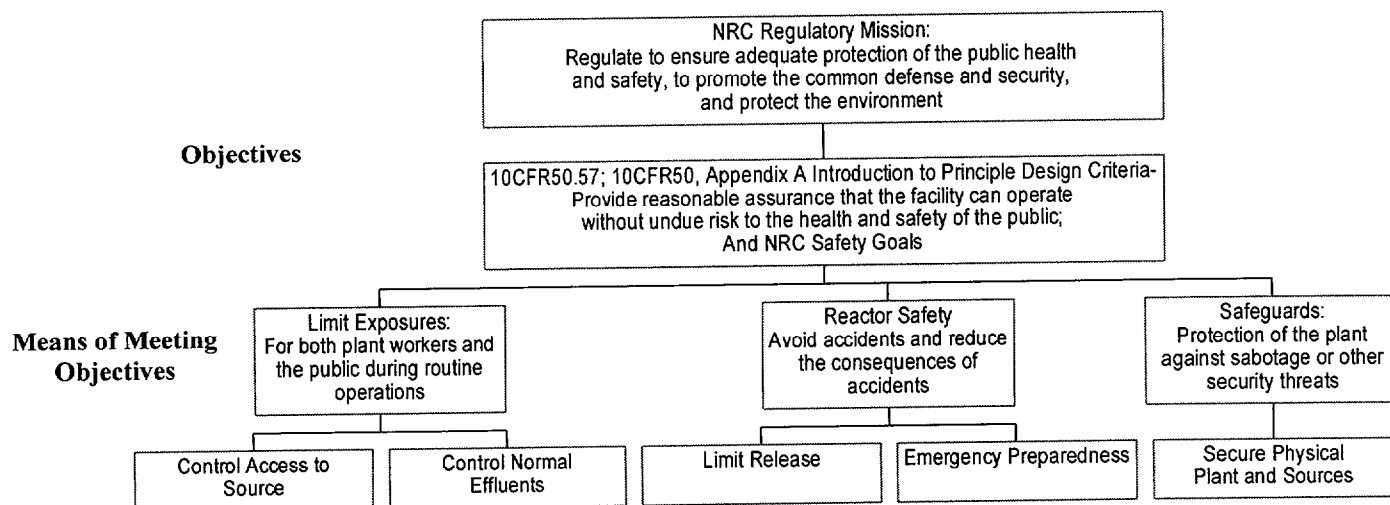 NRC Regulatory Mission:
Regulate to ensure adequate protection of the public health
and safety, to promote the common defense and security,
and protect the environment
Objectives
10CFR50.57; 10CFR50, Appendix A Introduction to Principle Design Criteria-
Provide reasonable assurance that the facility can operate
without undue risk to the health and safety of the public;
And NRC Safety Goals
Means of Meeting
Objectives
Limit Exposures:
For both plant workers and
the public during routine
operations
Reactor Safety
Avoid accidents and reduce
the consequences of
accidents
Safeguards:
Protection of the plant
against sabotage or other
security threats
Control Access to
Source
Control Normal
Effluents
Limit Release
Emergency Preparedness
Secure Physical
Plant and Sources